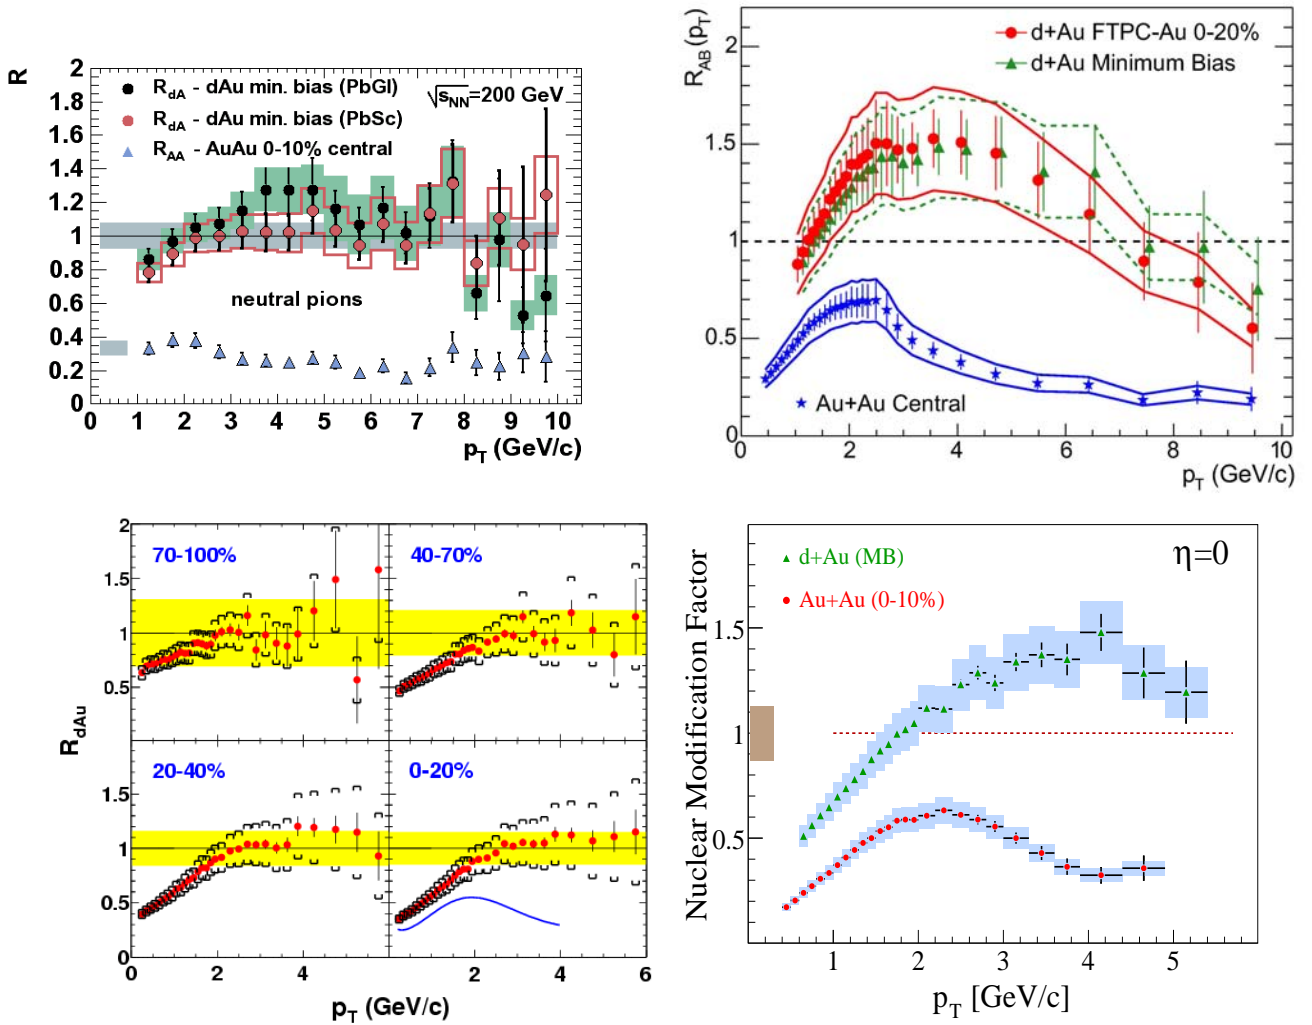 R
2
1.8
1.6
1.4
1.2
1
0.8
0.6
0.4
0.2
0
R_dA - dAu min. bias (PbGl)
√s_NN=200 GeV
R_dA - dAu min. bias (PbSc)
R_AA - AuAu 0-10% central
neutral pions
0 1 2 3 4 5 6 7 8 9 10
p_T (GeV/c)
R_AB(p_T)
2
1.5
1
0.5
0
d+Au FTPC-Au 0-20%
d+Au Minimum Bias
Au+Au Central
0 2 4 6 8 10
p_T (GeV/c)
R_dAu
2
1.5
1
0.5
70-100%
40-70%
1.5
1
0.5
0
20-40%
0-20%
0 2 4 2 4 6
p_T (GeV/c)
Nuclear Modification Factor
1.5
1
0.5
d+Au (MB)
η=0
Au+Au (0-10%)
1 2 3 4 5
p_T [GeV/c]